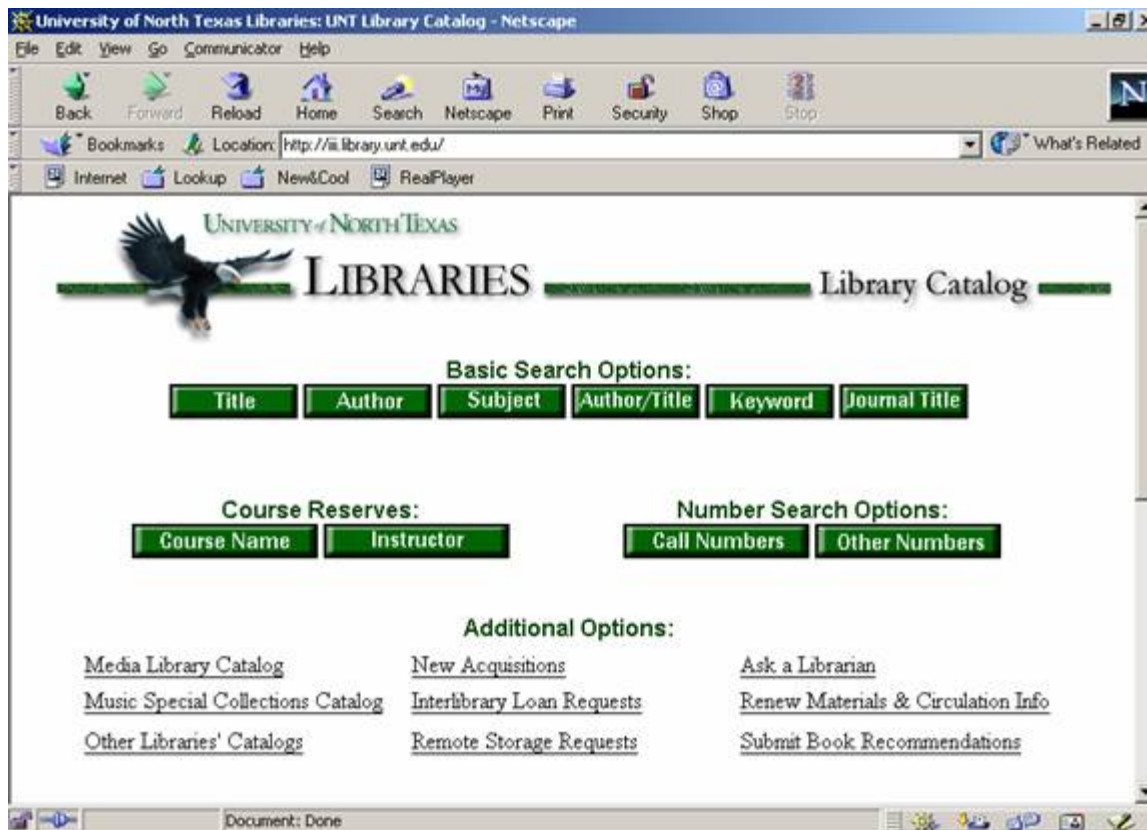 University of North Texas Libraries: UNT Library Catalog - Netscape
File Edit View Go Communicator Help
Back Forward Reload Home Search Netscape Print Security Shop Stop
Bookmarks Location: http://iii.library.unt.edu/ What's Related
Internet Lookup New&Cool RealPlayer
UNIVERSITY of NORTH TEXAS
LIBRARIES Library Catalog
Basic Search Options:
Title Author Subject Author/Title Keyword Journal Title
Course Reserves: Number Search Options:
Course Name Instructor Call Numbers Other Numbers
Additional Options:
Media Library Catalog New Acquisitions Ask a Librarian
Music Special Collections Catalog Interlibrary Loan Requests Renew Materials & Circulation Info
Other Libraries' Catalogs Remote Storage Requests Submit Book Recommendations
Document: Done